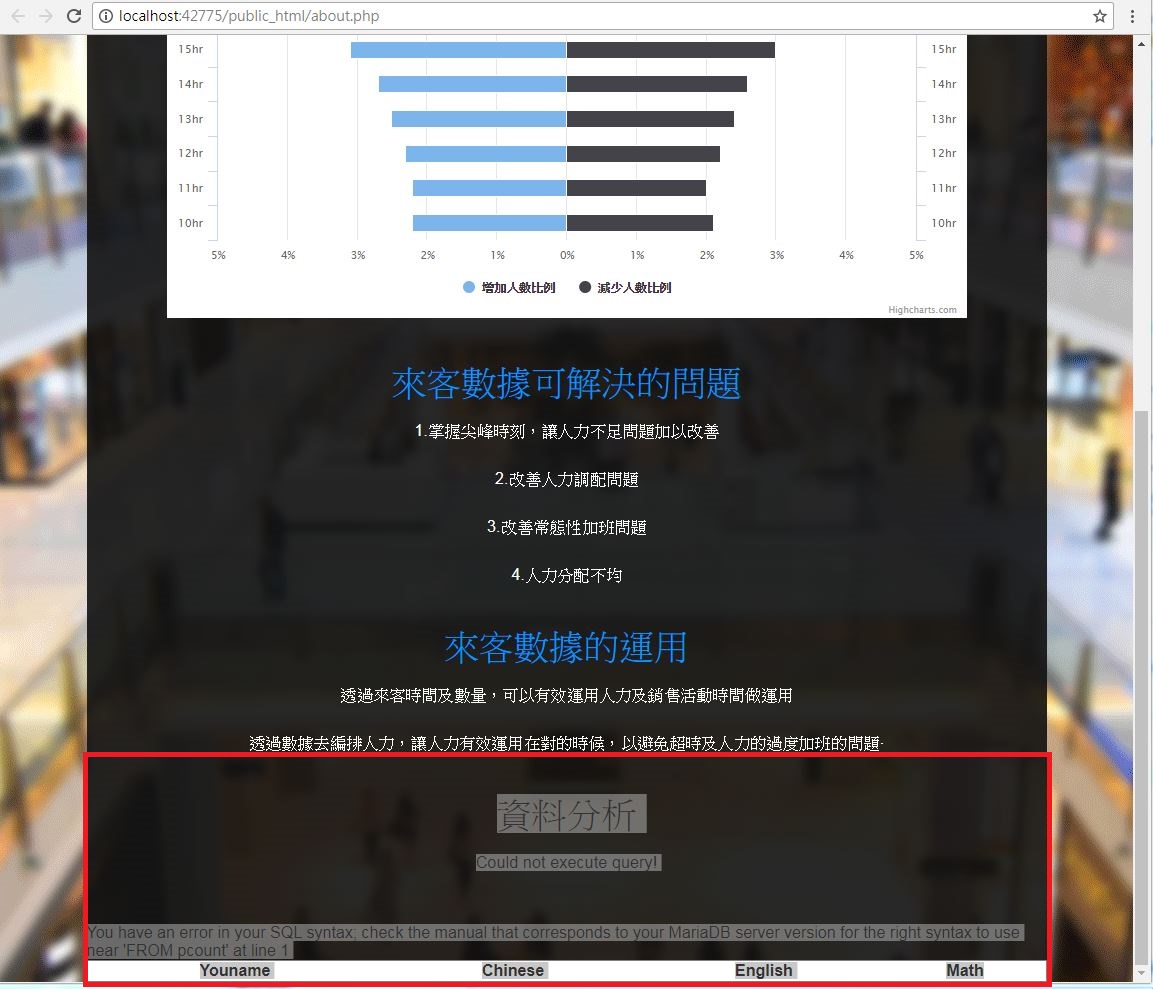 localhost:42775/public_html/about.php
15hr 15hr
14hr 14hr
13hr 13hr
12hr 12hr
11hr 11hr
10hr 10hr
5% 4% 3% 2% 1% 0% 1% 2% 3% 4% 5%
增加人數比例 減少人數比例
Highcharts.com
來客數據可解決的問題
1.掌握尖峰時刻，讓人力不足問題加以改善
2.改善人力調配問題
3.改善常態性加班問題
4.人力分配不均
來客數據的運用
透過來客時間及數量，可以有效運用人力及銷售活動時間做運用
透過數據去編排人力，讓人力有效運用在對的時候，以避免超時及人力的過度加班的問題.
資料分析
Could not execute query!
You have an error in your SQL syntax; check the manual that corresponds to your MariaDB server version for the right syntax to use
near 'FROM pcount' at line 1
Youname Chinese English Math